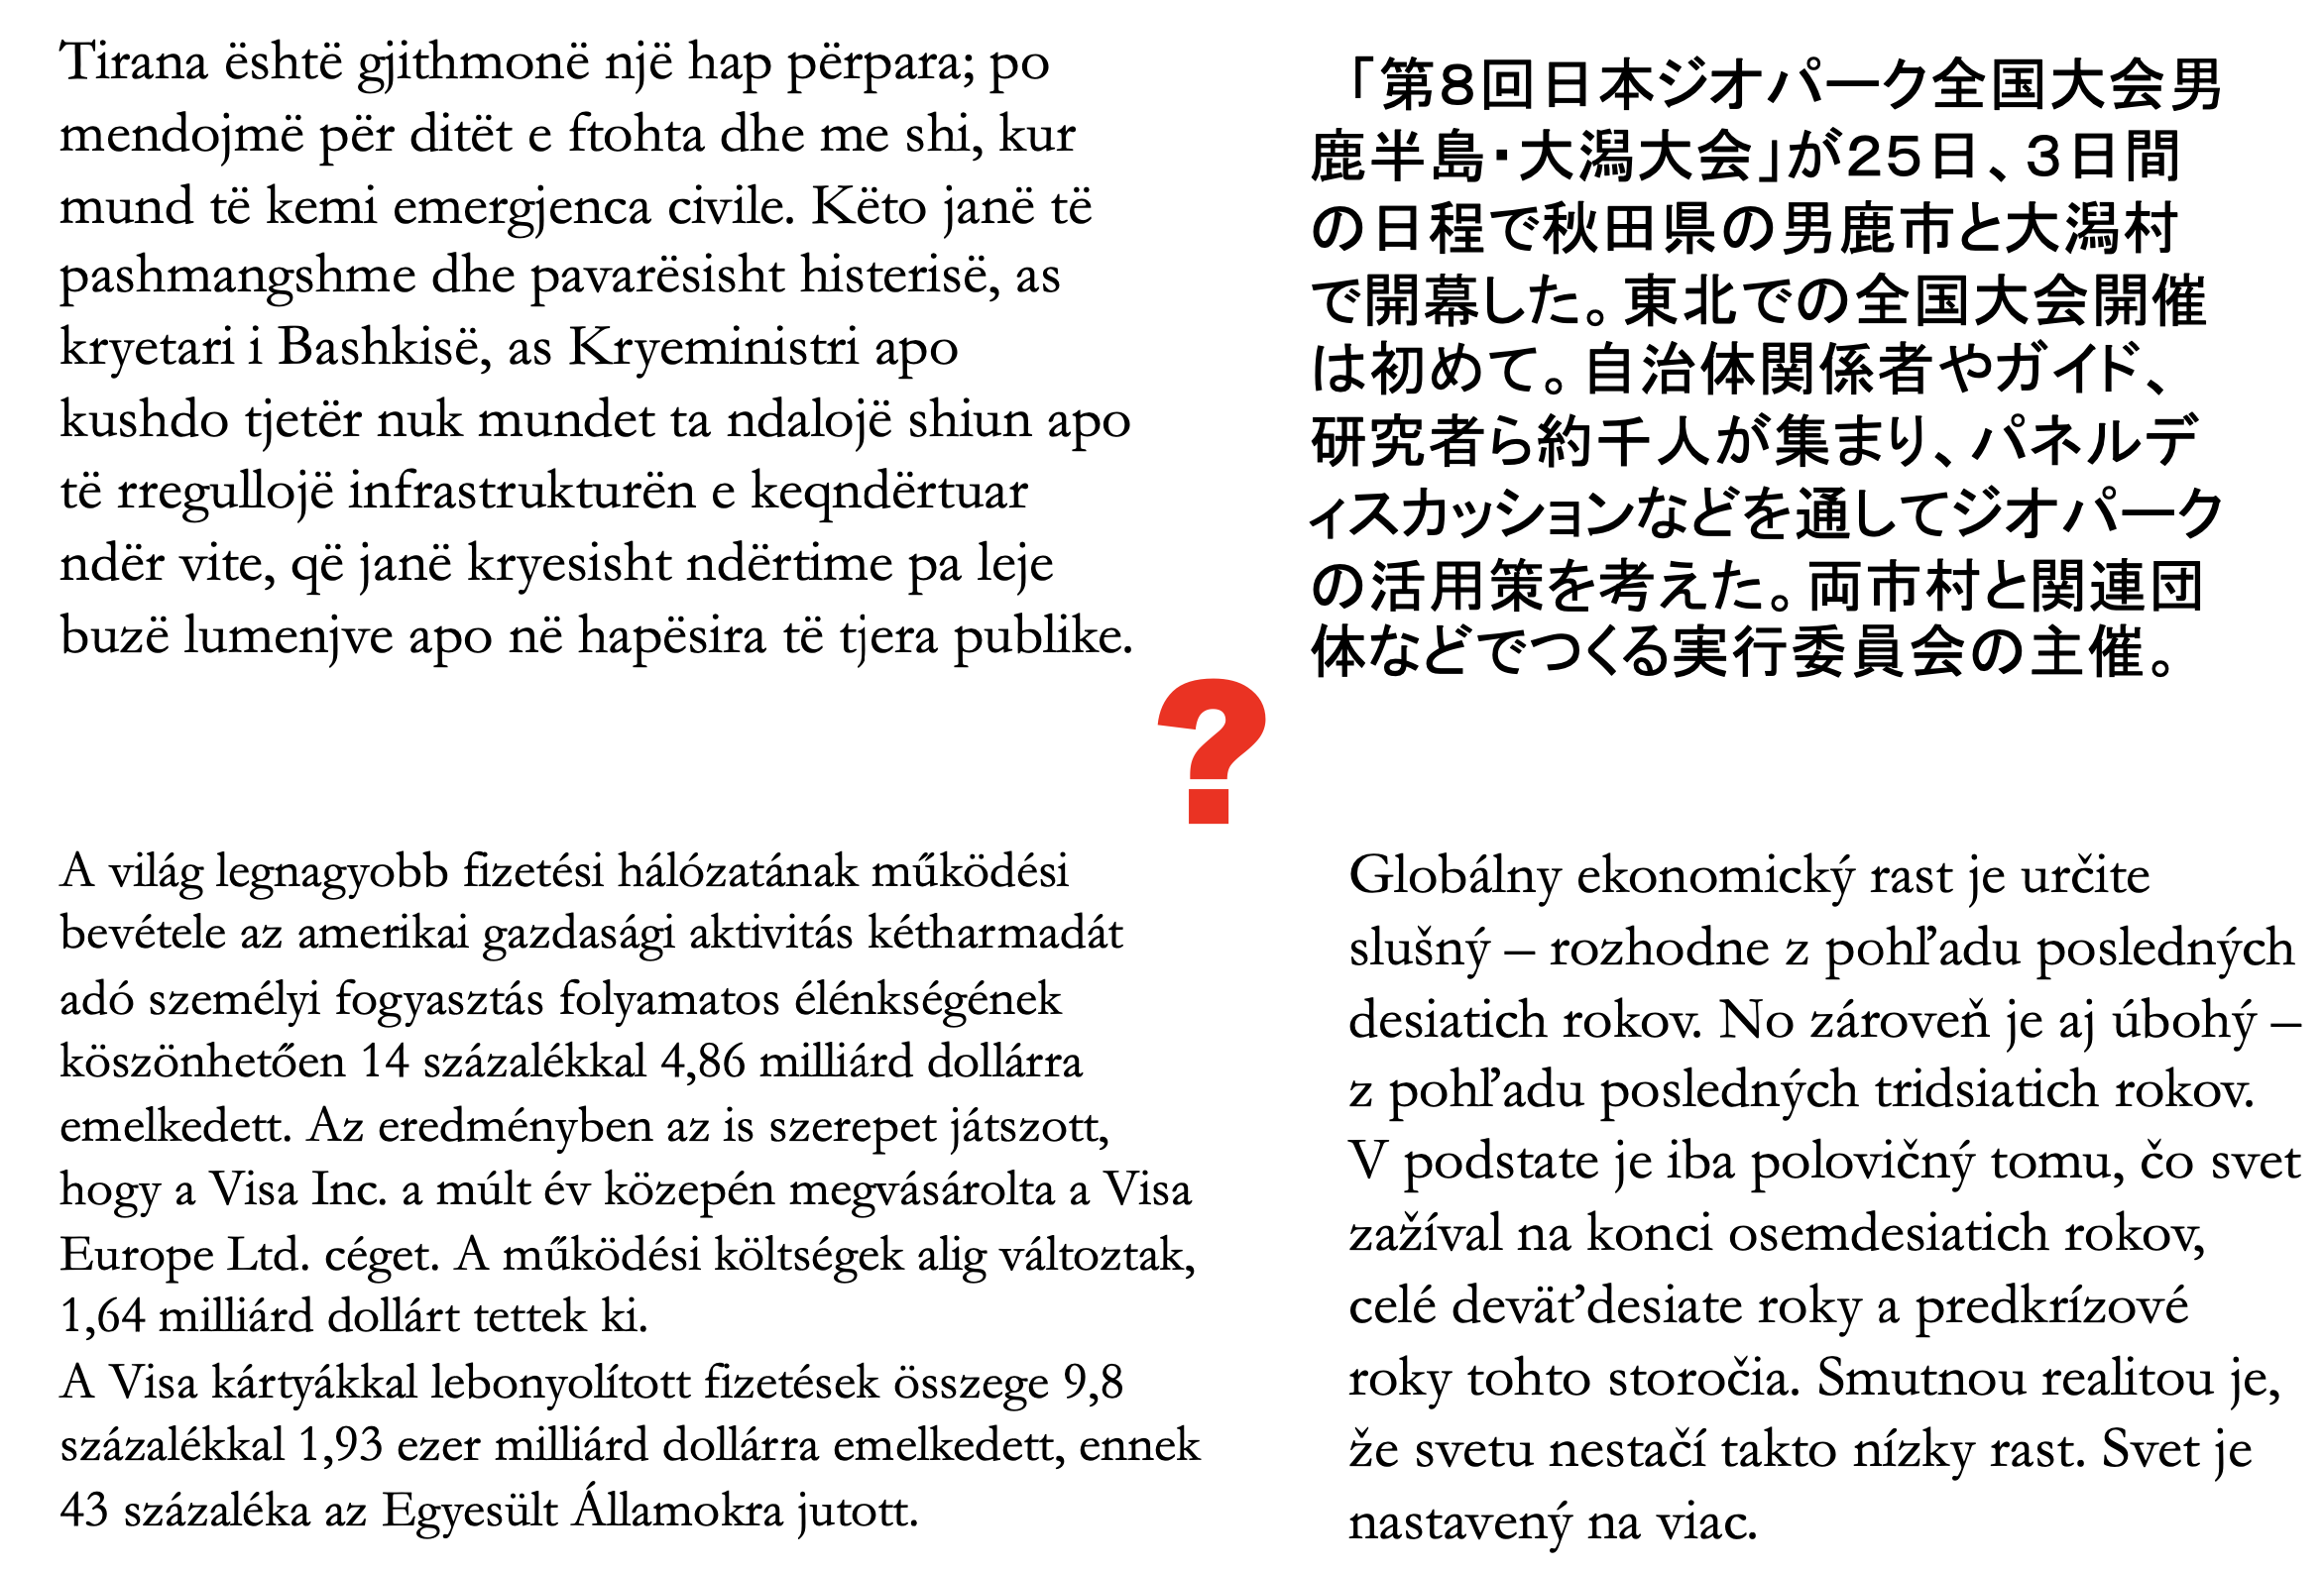 Tirana është gjithmonë një hap përpara; po
mendojmë për ditët e ftohta dhe me shi, kur
mund të kemi emergjenca civile. Këto janë të
pashmangshme dhe pavarësisht histerisë, as
kryetari i Bashkisë, as Kryeministri apo
kushdo tjetër nuk mundet ta ndalojë shiun apo
të rregullojë infrastrukturën e keqndërtuar
ndër vite, që janë kryesisht ndërtime pa leje
buzë lumenjve apo në hapësira të tjera publike.
「第８回日本ジオパーク全国大会男
鹿半島・大潟大会」が２５日、３日間
の日程で秋田県の男鹿市と大潟村
で開幕した。東北での全国大会開催
は初めて。自治体関係者やガイド、
研究者ら約千人が集まり、パネルデ
ィスカッションなどを通してジオパーク
の活用策を考えた。両市村と関連団
体などでつくる実行委員会の主催。
?
A világ legnagyobb fizetési hálózatának működési
bevétele az amerikai gazdasági aktivitás kétharmadát
adó személyi fogyasztás folyamatos élénkségének
köszönhetően 14 százalékkal 4,86 milliárd dollárra
emelkedett. Az eredményben az is szerepet játszott,
hogy a Visa Inc. a múlt év közepén megvásárolta a Visa
Europe Ltd. céget. A működési költségek alig változtak,
1,64 milliárd dollárt tettek ki.
A Visa kártyákkal lebonyolított fizetések összege 9,8
százalékkal 1,93 ezer milliárd dollárra emelkedett, ennek
43 százaléka az Egyesült Államokra jutott.
Globálny ekonomický rast je určite
slušný – rozhodne z pohľadu posledných
desiatich rokov. No zároveň je aj úbohý –
z pohľadu posledných tridsiatich rokov.
V podstate je iba polovičný tomu, čo svet
zažíval na konci osemdesiatich rokov,
celé deväťdesiate roky a predkrízové
roky tohto storočia. Smutnou realitou je,
že svetu nestačí takto nízky rast. Svet je
nastavený na viac.